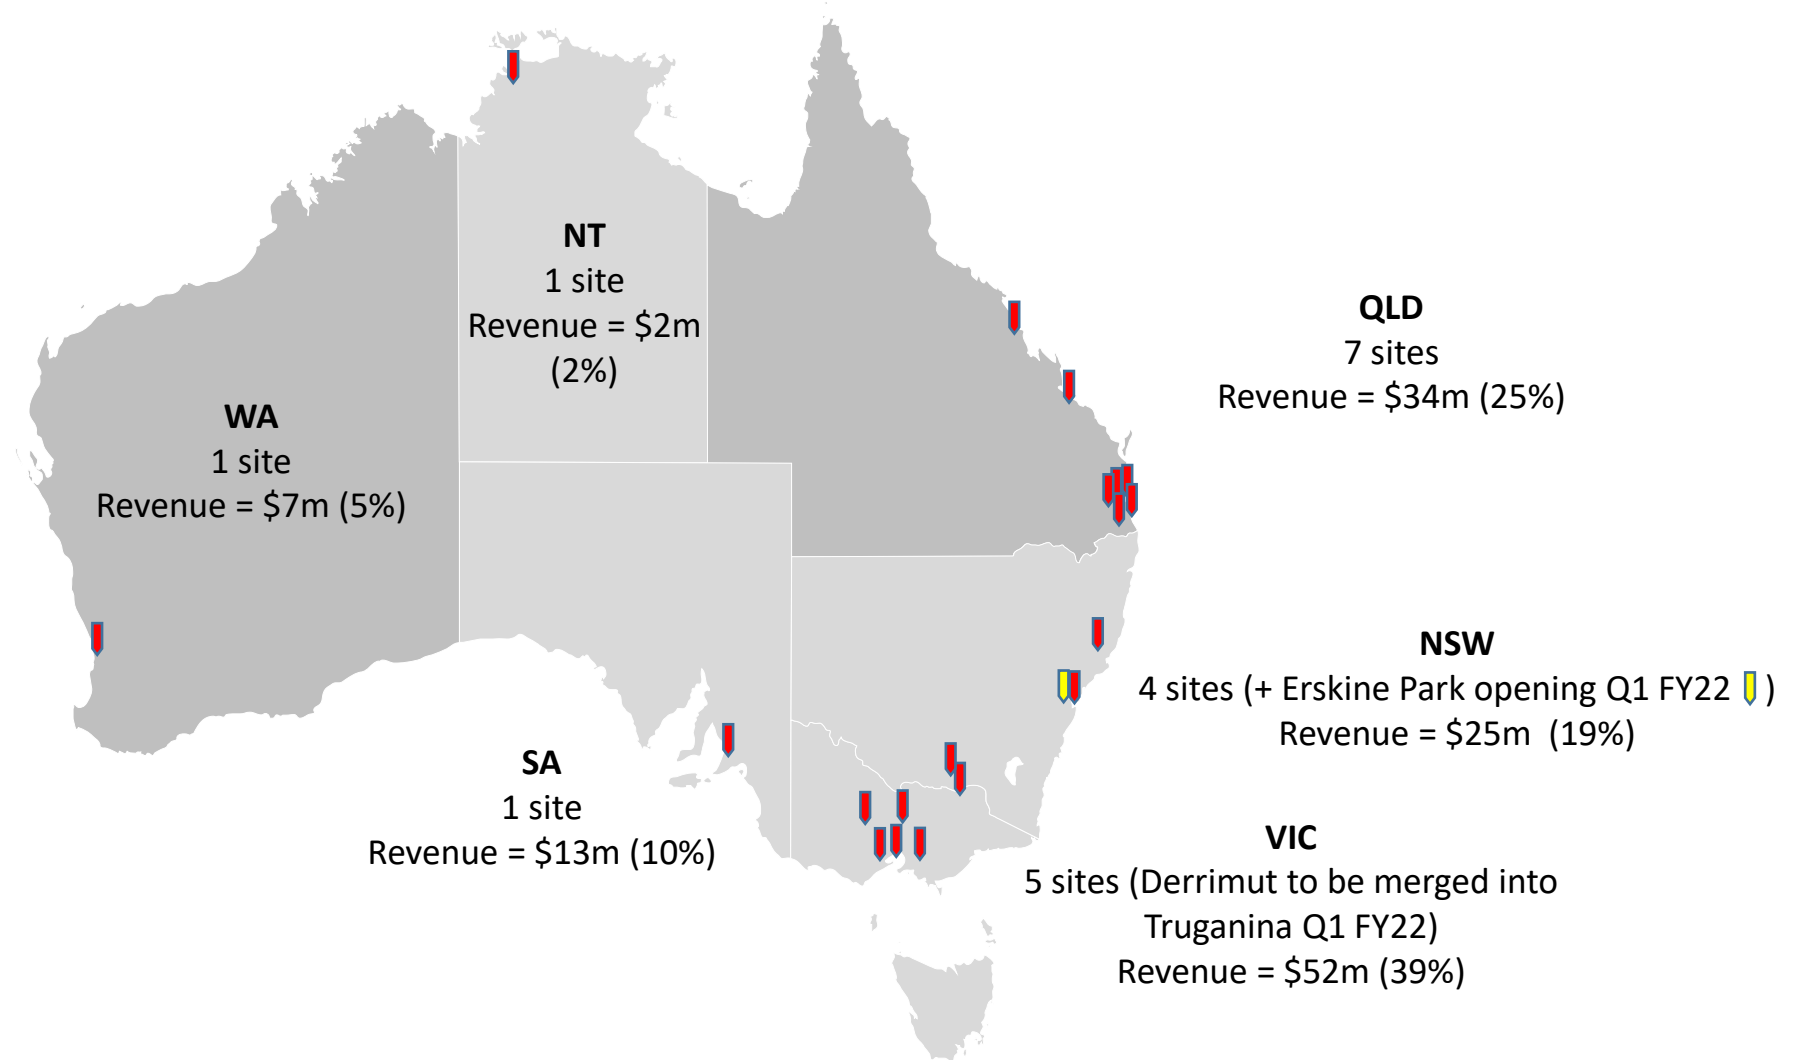 NT
1 site
Revenue = $2m
(2%)
QLD
7 sites
Revenue = $34m (25%)
WA
1 site
Revenue = $7m (5%)
NSW
4 sites (+ Erskine Park opening Q1 FY22 )
Revenue = $25m (19%)
SA
1 site
Revenue = $13m (10%)
VIC
5 sites (Derrimut to be merged into
Truganina Q1 FY22)
Revenue = $52m (39%)